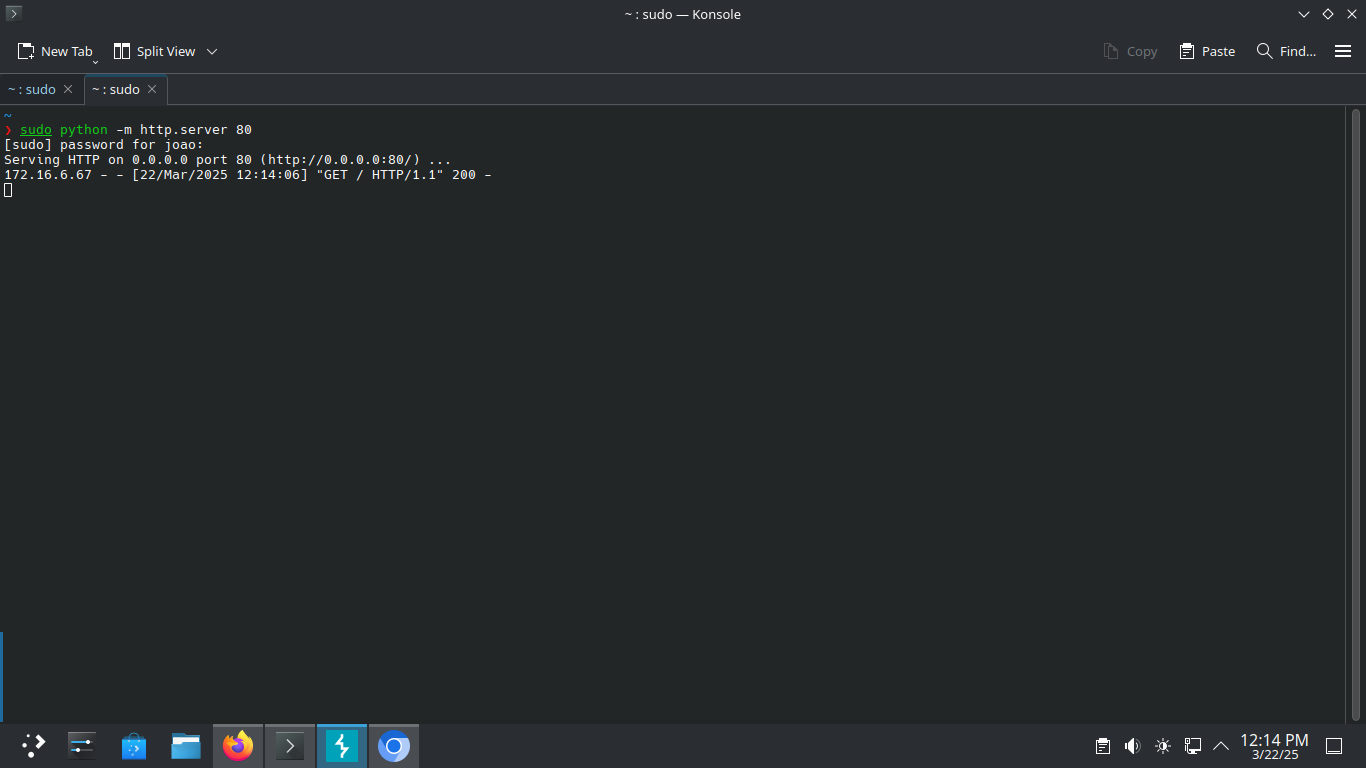 ~ : sudo — Konsole
New Tab
Split View
Copy
Paste
Find...
~ : sudo
~ : sudo
~
❯ sudo python -m http.server 80
[sudo] password for joao:
Serving HTTP on 0.0.0.0 port 80 (http://0.0.0.0:80/) ...
172.16.6.67 - - [22/Mar/2025 12:14:06] "GET / HTTP/1.1" 200 -
12:14 PM
3/22/25